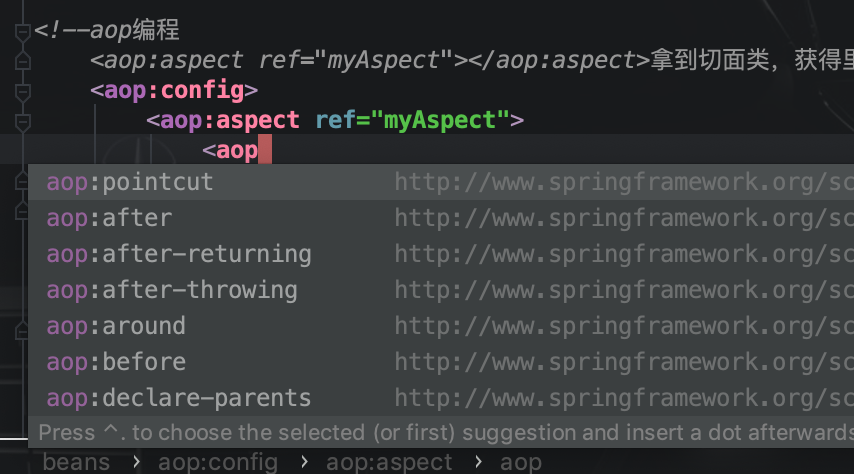 <!--aop编程
<aop:aspect ref="myAspect"></aop:aspect>拿到切面类，获得里
<aop:config>
<aop:aspect ref="myAspect">
<aop
aop:pointcut http://www.springframework.org/sc
aop:after http://www.springframework.org/sc
aop:after-returning http://www.springframework.org/sc
aop:after-throwing http://www.springframework.org/sc
aop:around http://www.springframework.org/sc
aop:before http://www.springframework.org/sc
aop:declare-parents http://www.springframework.org/sc
Press ^. to choose the selected (or first) suggestion and insert a dot afterwards
beans › aop:config › aop:aspect › aop